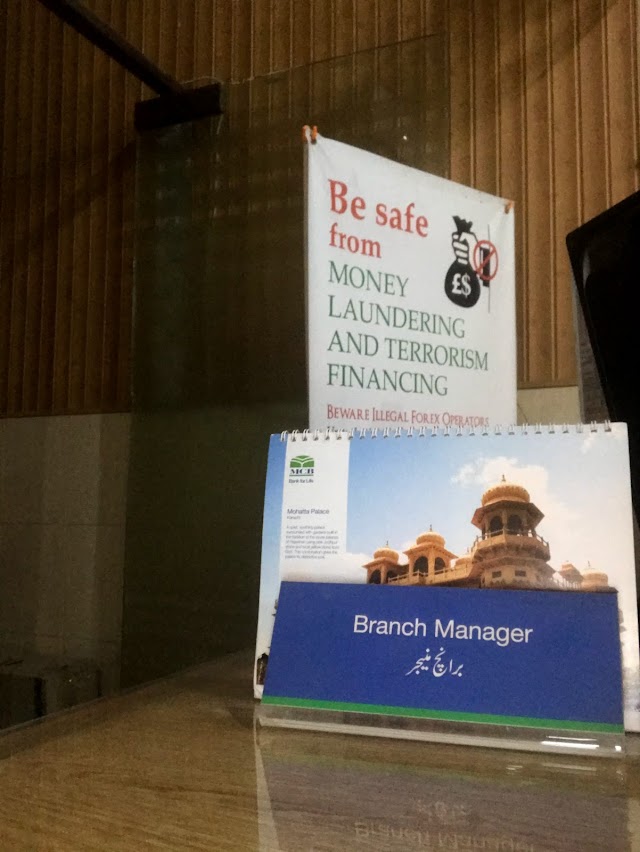 Be safe
from
MONEY
LAUNDERING
AND TERRORISM
FINANCING
BEWARE ILLEGAL FOREX OPERATORS
£$
MCB
Bank for Life
Mohatta Palace
Karachi
Branch Manager
برانچ منیجر